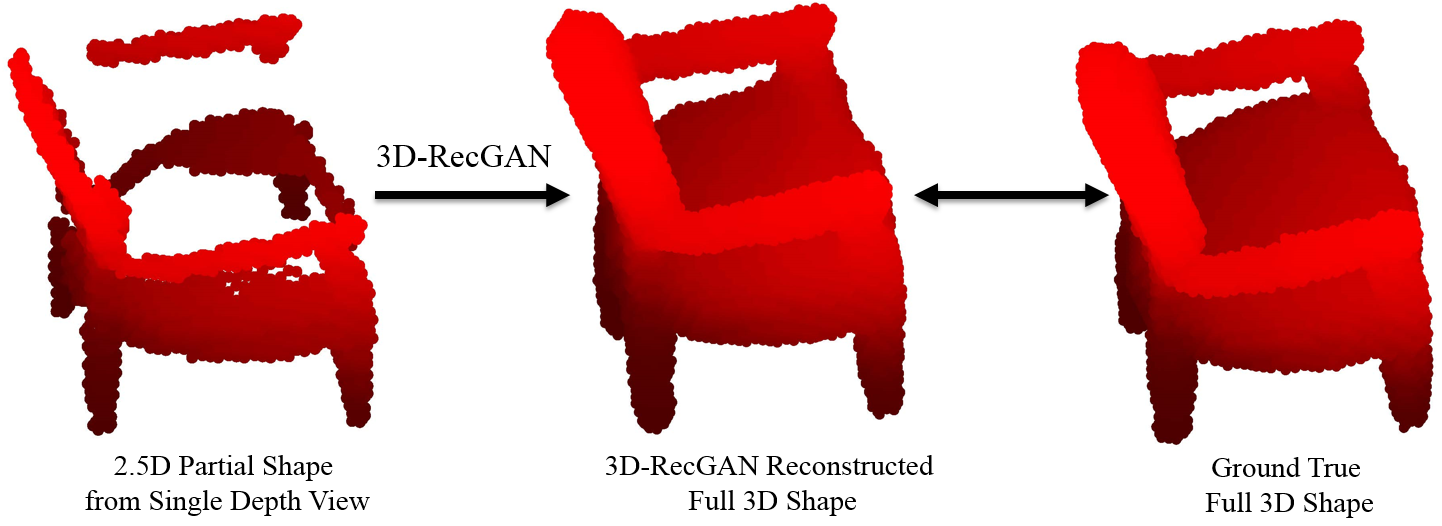 3D-RecGAN
2.5D Partial Shape
from Single Depth View
3D-RecGAN Reconstructed
Full 3D Shape
Ground True
Full 3D Shape